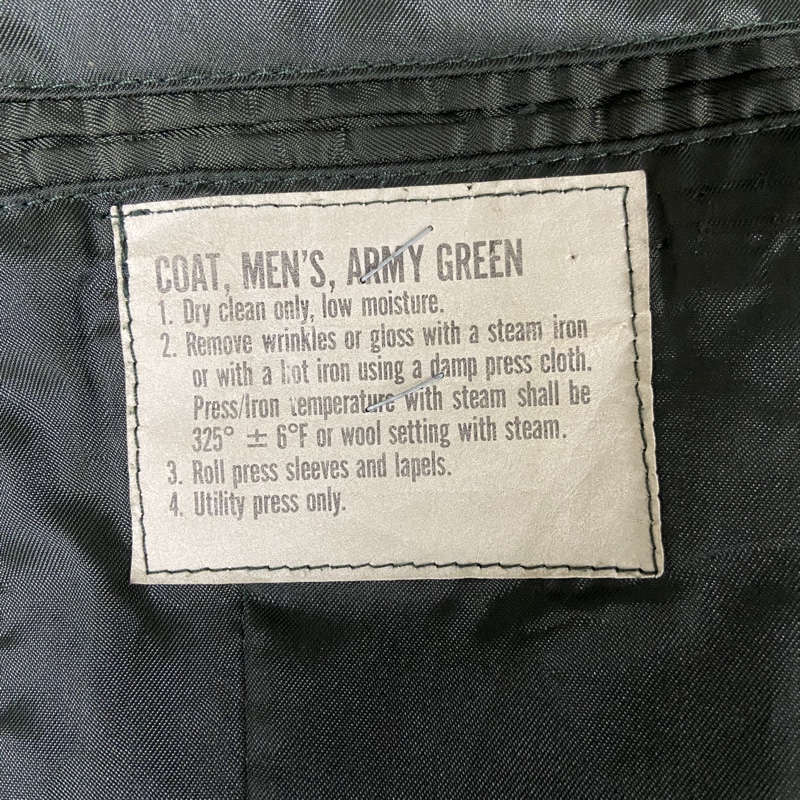 COAT, MEN'S, ARMY GREEN
1. Dry clean only, low moisture.
2. Remove wrinkles or gloss with a steam iron
or with a hot iron using a damp press cloth.
Press/Iron temperature with steam shall be
325° ± 6°F or wool setting with steam.
3. Roll press sleeves and lapels.
4. Utility press only.